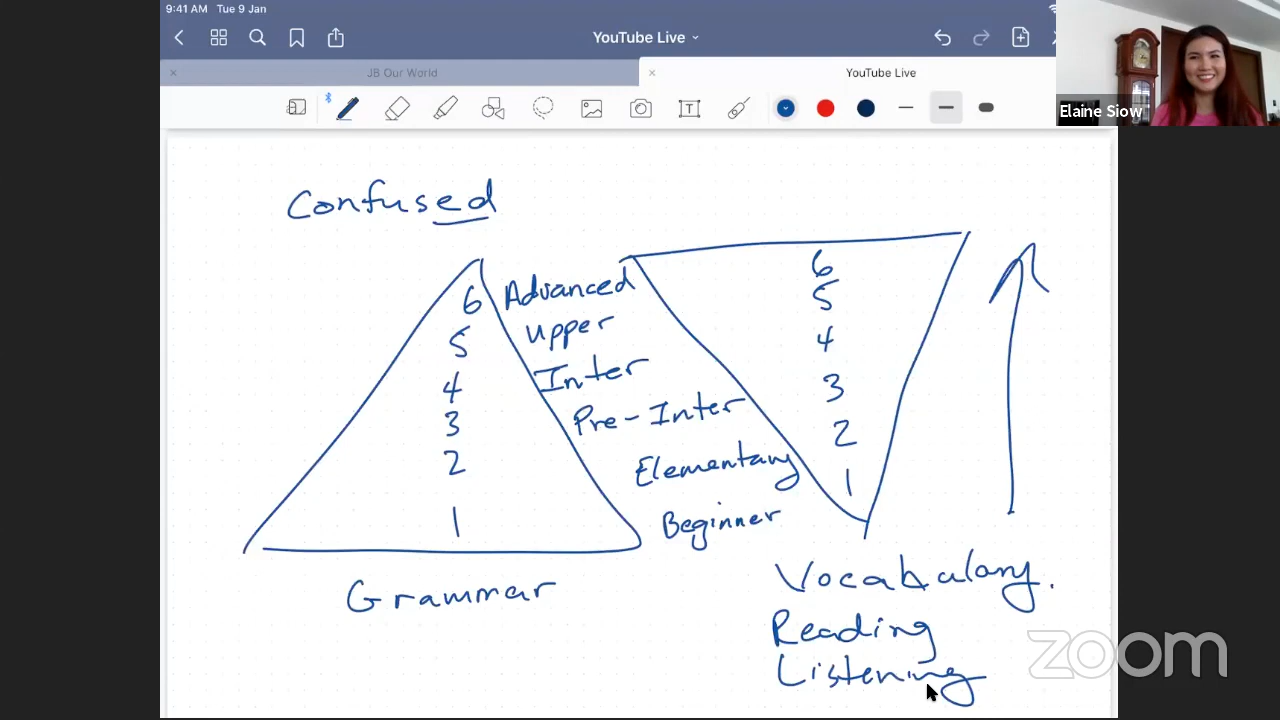 9:41 AM Tue 9 Jan
YouTube Live
JB Our World
YouTube Live
Elaine Siow
Confused
6 Advanced
5 Upper
4 Inter
3 Pre-Inter
2 Elementary
1 Beginner
Grammar
6
5
4
3
2
1
Vocabulary.
Reading
Listening
zoom